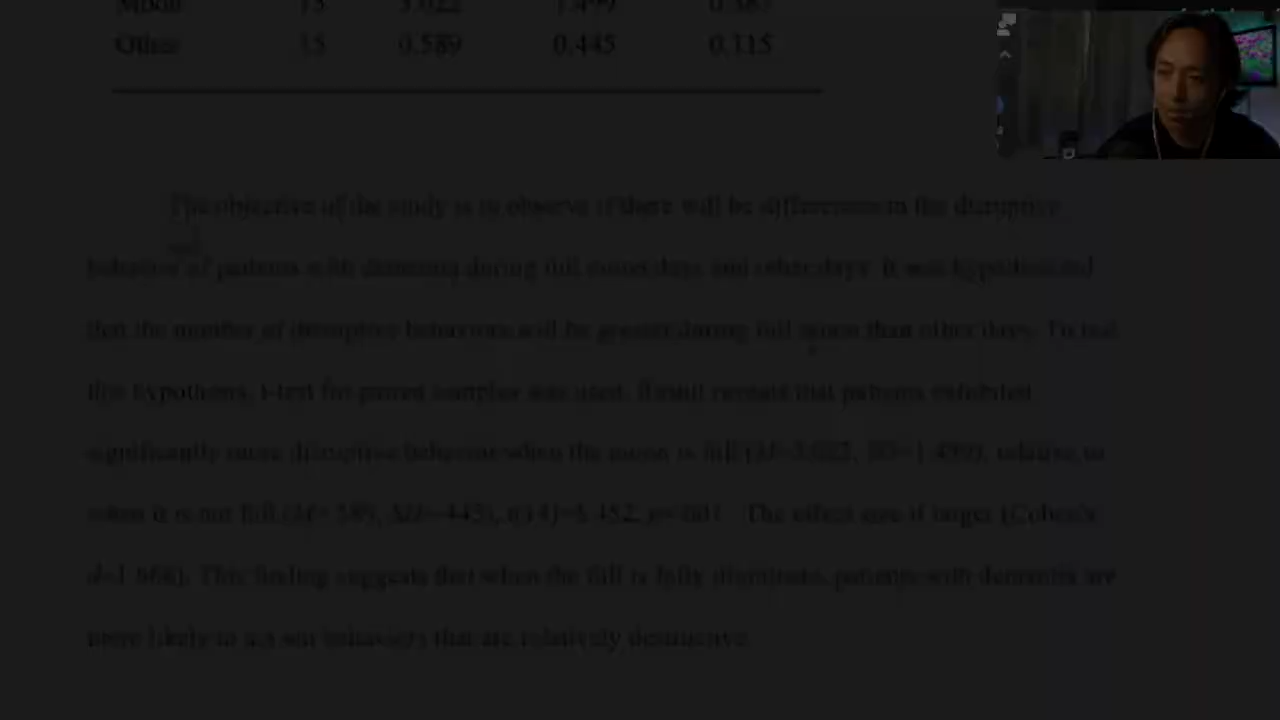 Moon 15 3.022 1.499 0.387
Other 15 0.589 0.445 0.115
The objective of the study is to observe if there will be differences in the disruptive
behavior of patients with dementia during full moon days and other days. It was hypothesized
that the number of disruptive behaviors will be greater during full moon than other days. To test
this hypothesis, t-test for paired samples was used. Result reveals that patients exhibited
significantly more disruptive behavior when the moon is full (M=3.022, SD=1.499), relative to
when it is not full (M=.589, SD=.445), t(14)=6.452, p<.001. The effect size if larger (Cohen's
d=1.666). This finding suggests that when the full is fully illuminate, patients with dementia are
more likely to act out behaviors that are relatively destructive.